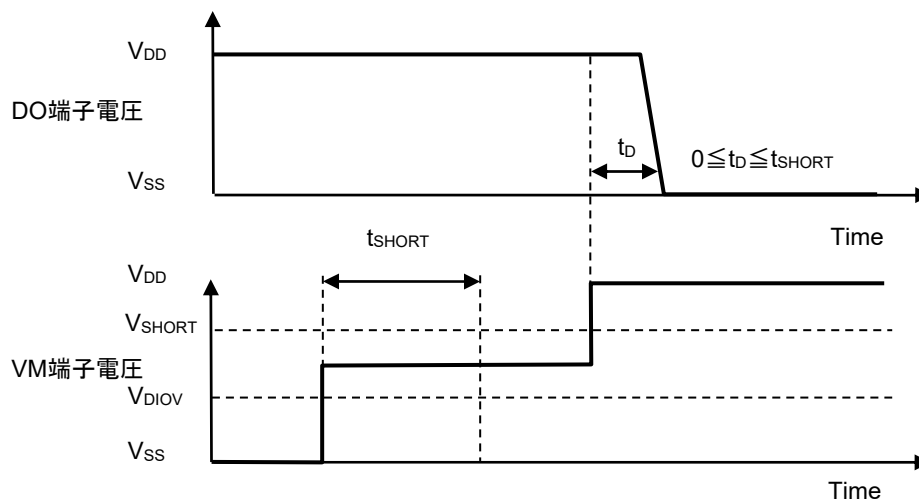 VDD
DO端子電圧
tD
0≦tD≦tSHORT
VSS
Time
tSHORT
VDD
VSHORT
VM端子電圧
VDIOV
VSS
Time